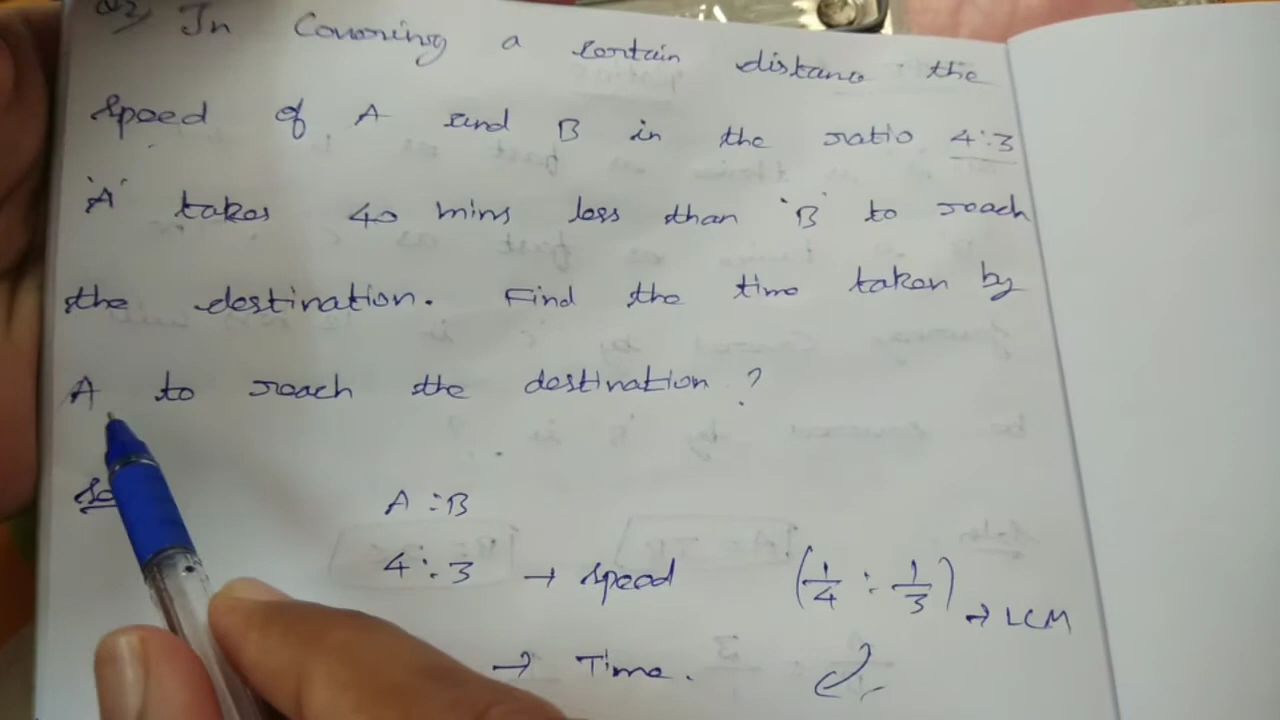 Q2) In Covering a certain distance the
speed of A and B in the ratio 4:3
'A' takes 40 mins less than 'B' to reach
the destination. Find the time taken by
A to reach the destination ?
A : B
4 : 3 → speed (1/4 : 1/3) → LCM
→ Time.